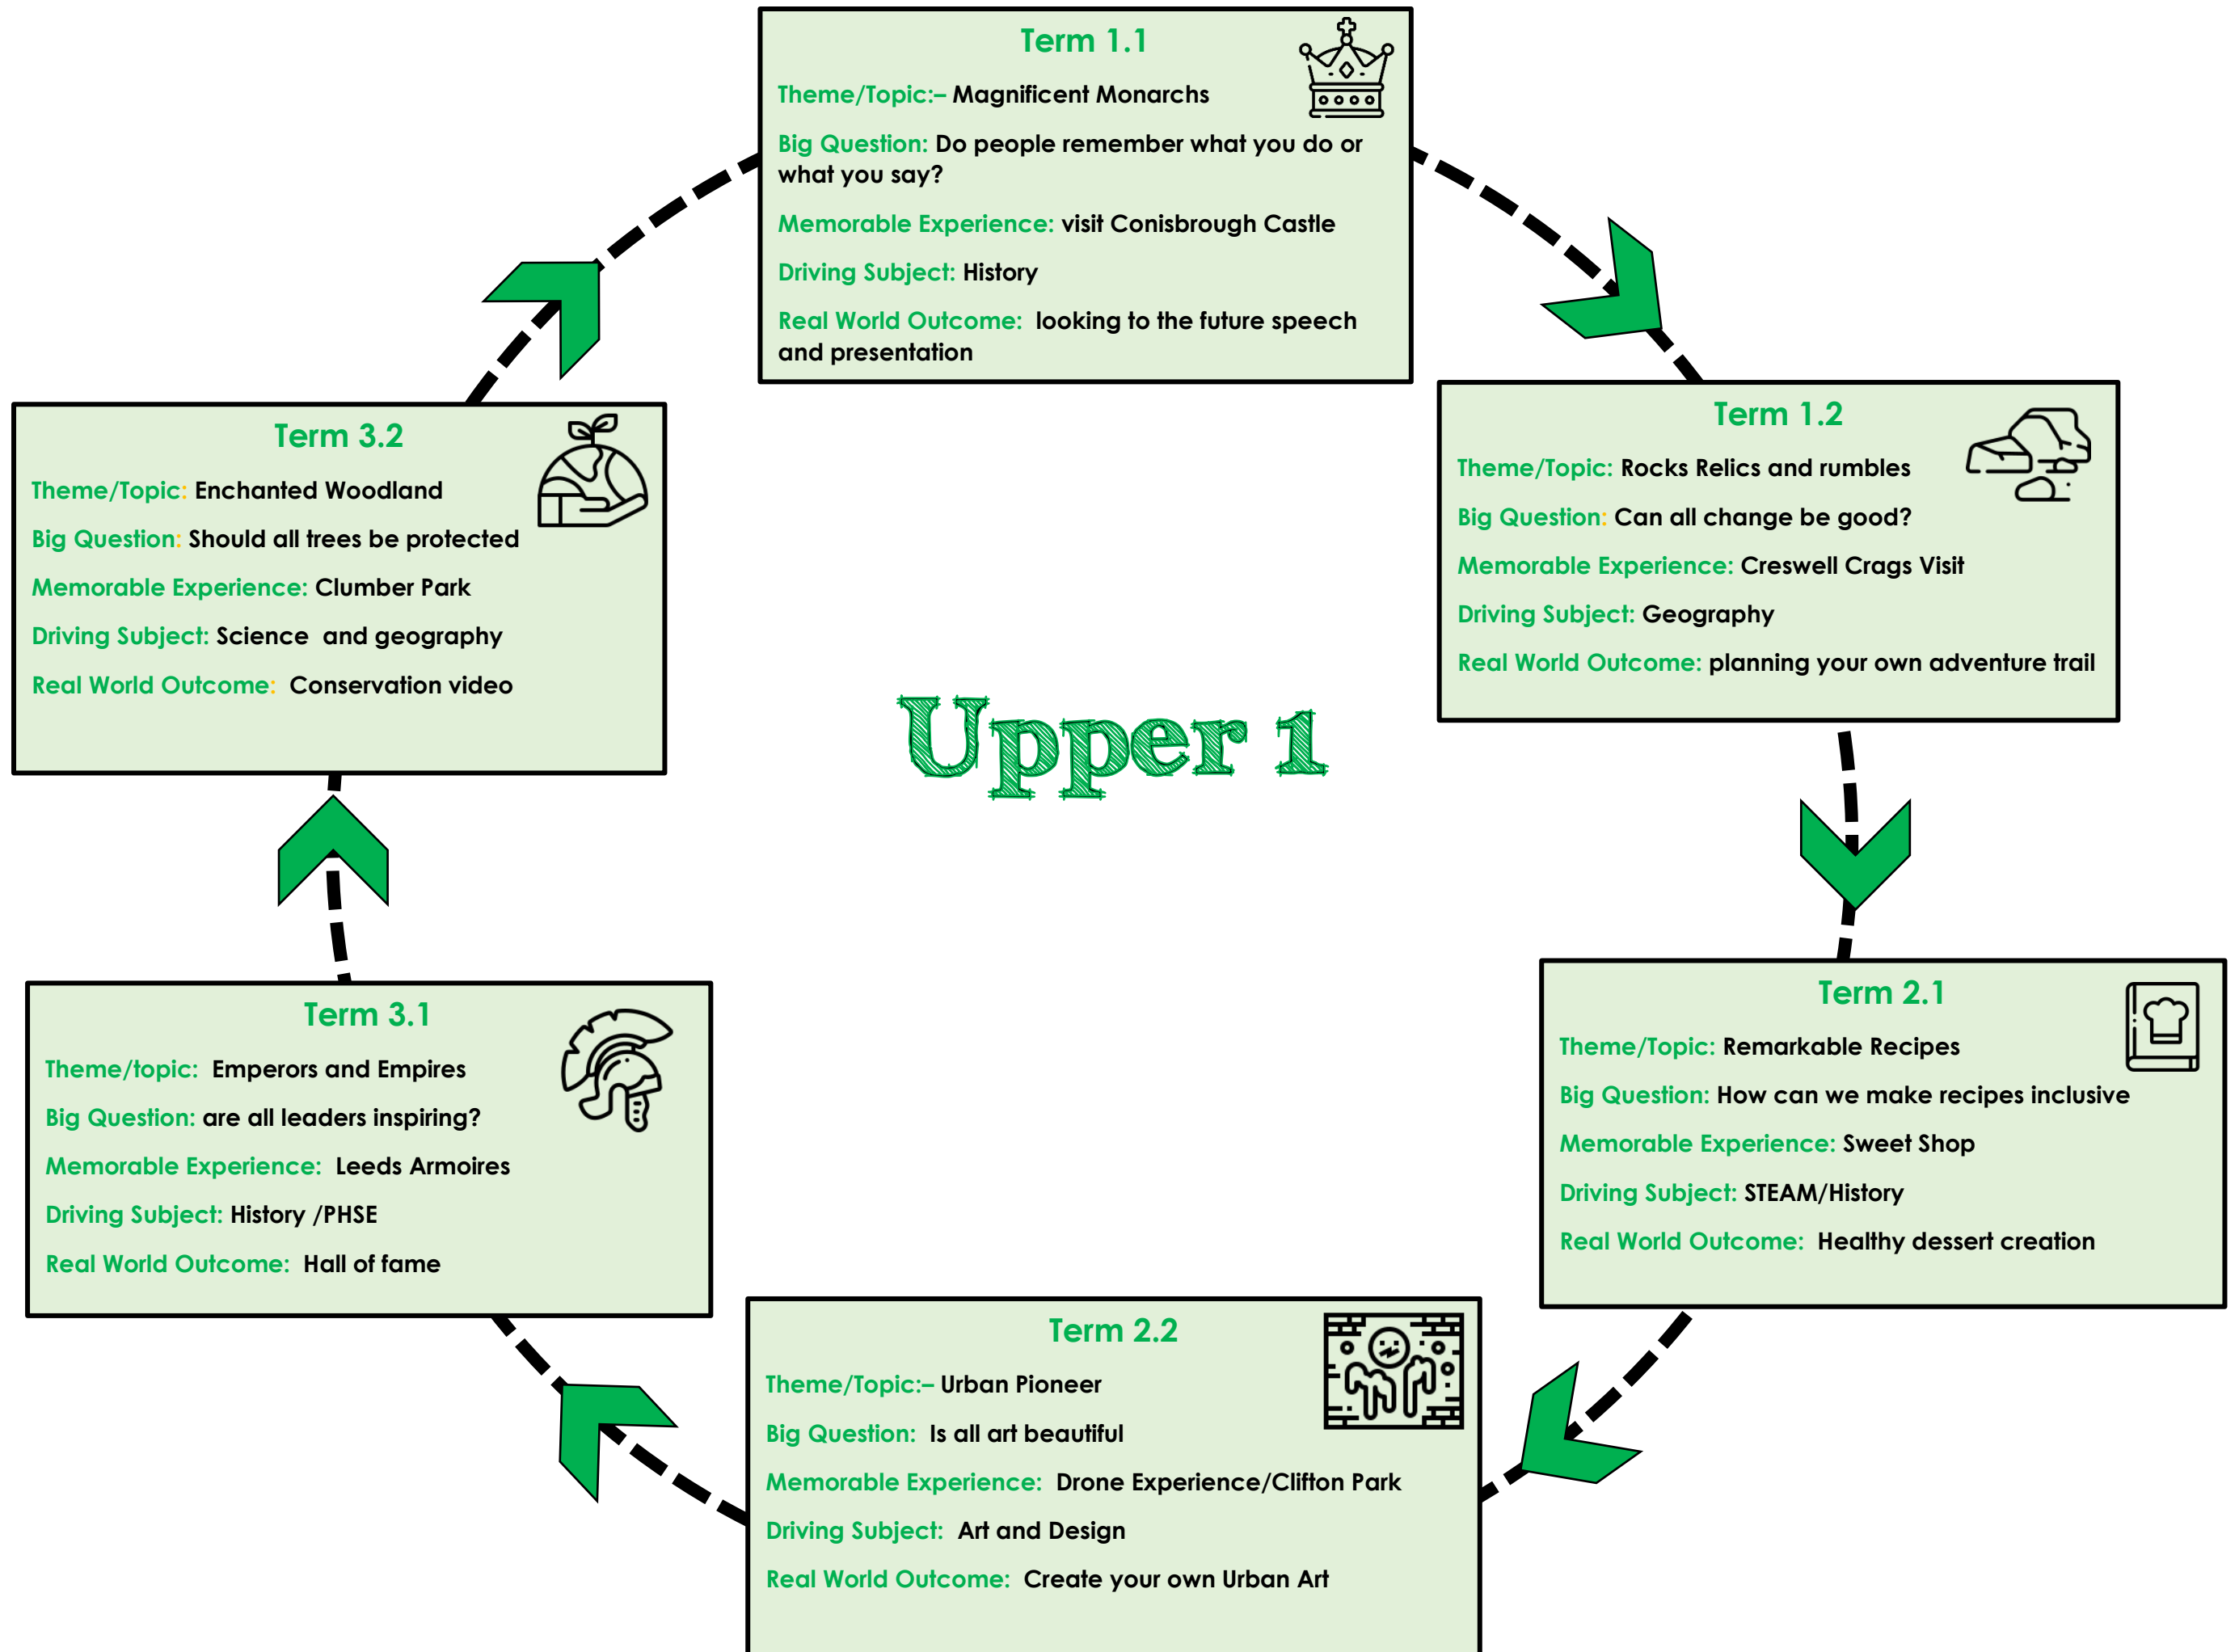 Term 1.1
Theme/Topic:– Magnificent Monarchs
Big Question: Do people remember what you do or
what you say?
Memorable Experience: visit Conisbrough Castle
Driving Subject: History
Real World Outcome: looking to the future speech
and presentation
Term 1.2
Theme/Topic: Rocks Relics and rumbles
Big Question: Can all change be good?
Memorable Experience: Creswell Crags Visit
Driving Subject: Geography
Real World Outcome: planning your own adventure trail
Term 2.1
Theme/Topic: Remarkable Recipes
Big Question: How can we make recipes inclusive
Memorable Experience: Sweet Shop
Driving Subject: STEAM/History
Real World Outcome: Healthy dessert creation
Term 2.2
Theme/Topic:– Urban Pioneer
Big Question: Is all art beautiful
Memorable Experience: Drone Experience/Clifton Park
Driving Subject: Art and Design
Real World Outcome: Create your own Urban Art
Term 3.1
Theme/topic: Emperors and Empires
Big Question: are all leaders inspiring?
Memorable Experience: Leeds Armoires
Driving Subject: History /PHSE
Real World Outcome: Hall of fame
Term 3.2
Theme/Topic: Enchanted Woodland
Big Question: Should all trees be protected
Memorable Experience: Clumber Park
Driving Subject: Science and geography
Real World Outcome: Conservation video
Upper 1